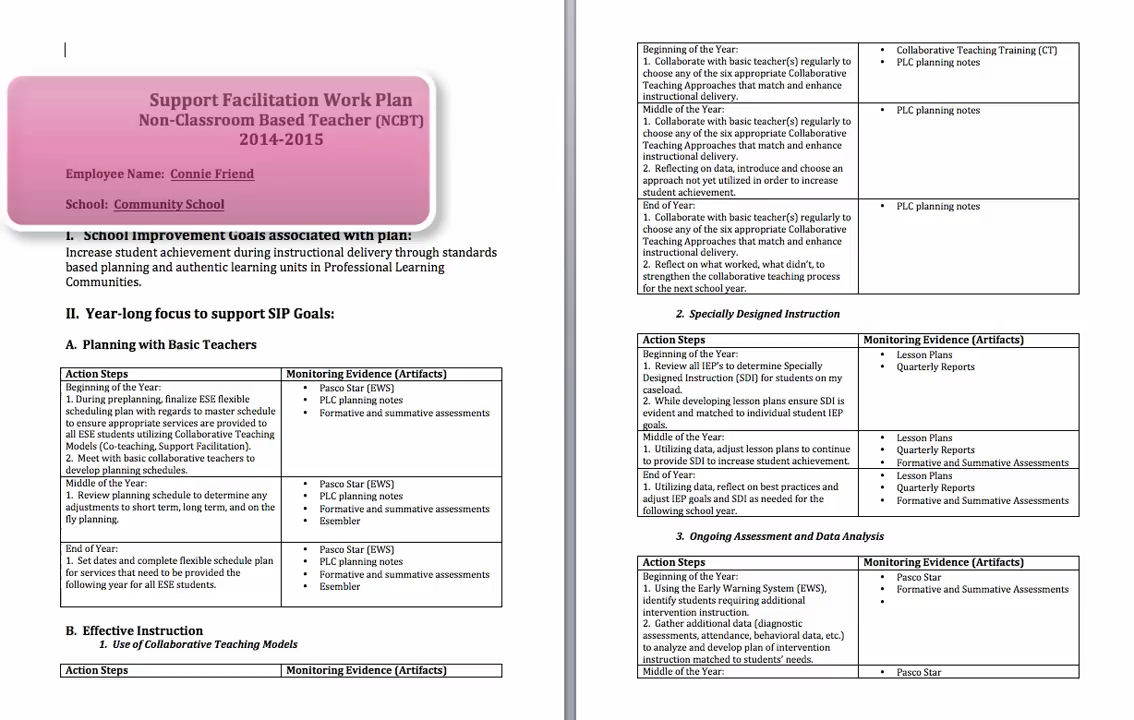 Support Facilitation Work Plan
Non-Classroom Based Teacher (NCBT)
2014-2015
Employee Name: Connie Friend
School: Community School
I. School Improvement Goals associated with plan:
Increase student achievement during instructional delivery through standards
based planning and authentic learning units in Professional Learning
Communities.
II. Year-long focus to support SIP Goals:
A. Planning with Basic Teachers
Action Steps
Monitoring Evidence (Artifacts)
Beginning of the Year:
1. During preplanning, finalize ESE flexible
scheduling plan with regards to master schedule
to ensure appropriate services are provided to
all ESE students utilizing Collaborative Teaching
Models (Co-teaching, Support Facilitation).
2. Meet with basic collaborative teachers to
develop planning schedules.
• Pasco Star (EWS)
• PLC planning notes
• Formative and summative assessments
Middle of the Year:
1. Review planning schedule to determine any
adjustments to short term, long term, and on the
fly planning.
• Pasco Star (EWS)
• PLC planning notes
• Formative and summative assessments
• Esembler
End of Year:
1. Set dates and complete flexible schedule plan
for services that need to be provided the
following year for all ESE students.
• Pasco Star (EWS)
• PLC planning notes
• Formative and summative assessments
• Esembler
B. Effective Instruction
1. Use of Collaborative Teaching Models
Action Steps
Monitoring Evidence (Artifacts)
Beginning of the Year:
1. Collaborate with basic teacher(s) regularly to
choose any of the six appropriate Collaborative
Teaching Approaches that match and enhance
instructional delivery.
• Collaborative Teaching Training (CT)
• PLC planning notes
Middle of the Year:
1. Collaborate with basic teacher(s) regularly to
choose any of the six appropriate Collaborative
Teaching Approaches that match and enhance
instructional delivery.
2. Reflecting on data, introduce and choose an
approach not yet utilized in order to increase
student achievement.
• PLC planning notes
End of Year:
1. Collaborate with basic teacher(s) regularly to
choose any of the six appropriate Collaborative
Teaching Approaches that match and enhance
instructional delivery.
2. Reflect on what worked, what didn't, to
strengthen the collaborative teaching process
for the next school year.
• PLC planning notes
2. Specially Designed Instruction
Action Steps
Monitoring Evidence (Artifacts)
Beginning of the Year:
1. Review all IEP's to determine Specially
Designed Instruction (SDI) for students on my
caseload.
2. While developing lesson plans ensure SDI is
evident and matched to individual student IEP
goals.
• Lesson Plans
• Quarterly Reports
Middle of the Year:
1. Utilizing data, adjust lesson plans to continue
to provide SDI to increase student achievement.
• Lesson Plans
• Quarterly Reports
• Formative and Summative Assessments
End of Year:
1. Utilizing data, reflect on best practices and
adjust IEP goals and SDI as needed for the
following school year.
• Lesson Plans
• Quarterly Reports
• Formative and Summative Assessments
3. Ongoing Assessment and Data Analysis
Action Steps
Monitoring Evidence (Artifacts)
Beginning of the Year:
1. Using the Early Warning System (EWS),
identify students requiring additional
intervention instruction.
2. Gather additional data (diagnostic
assessments, attendance, behavioral data, etc.)
to analyze and develop plan of intervention
instruction matched to students' needs.
• Pasco Star
• Formative and Summative Assessments
•
Middle of the Year:
• Pasco Star